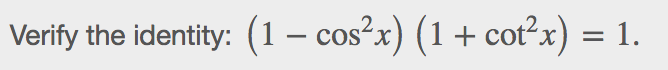 Verify the identity: (1 − cos²x) (1 + cot²x) = 1.